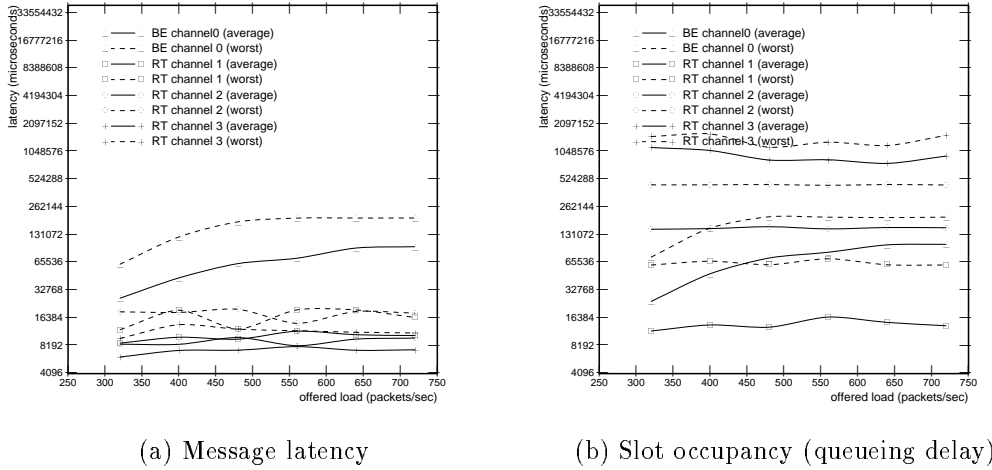 latency (microseconds)
33554432
16777216
8388608
4194304
2097152
1048576
524288
262144
131072
65536
32768
16384
8192
4096
BE channel0 (average)
BE channel 0 (worst)
RT channel 1 (average)
RT channel 1 (worst)
RT channel 2 (average)
RT channel 2 (worst)
RT channel 3 (average)
RT channel 3 (worst)
250 300 350 400 450 500 550 600 650 700 750
offered load (packets/sec)
(a) Message latency
latency (microseconds)
33554432
16777216
8388608
4194304
2097152
1048576
524288
262144
131072
65536
32768
16384
8192
4096
BE channel0 (average)
BE channel 0 (worst)
RT channel 1 (average)
RT channel 1 (worst)
RT channel 2 (average)
RT channel 2 (worst)
RT channel 3 (average)
RT channel 3 (worst)
250 300 350 400 450 500 550 600 650 700 750
offered load (packets/sec)
(b) Slot occupancy (queueing delay)